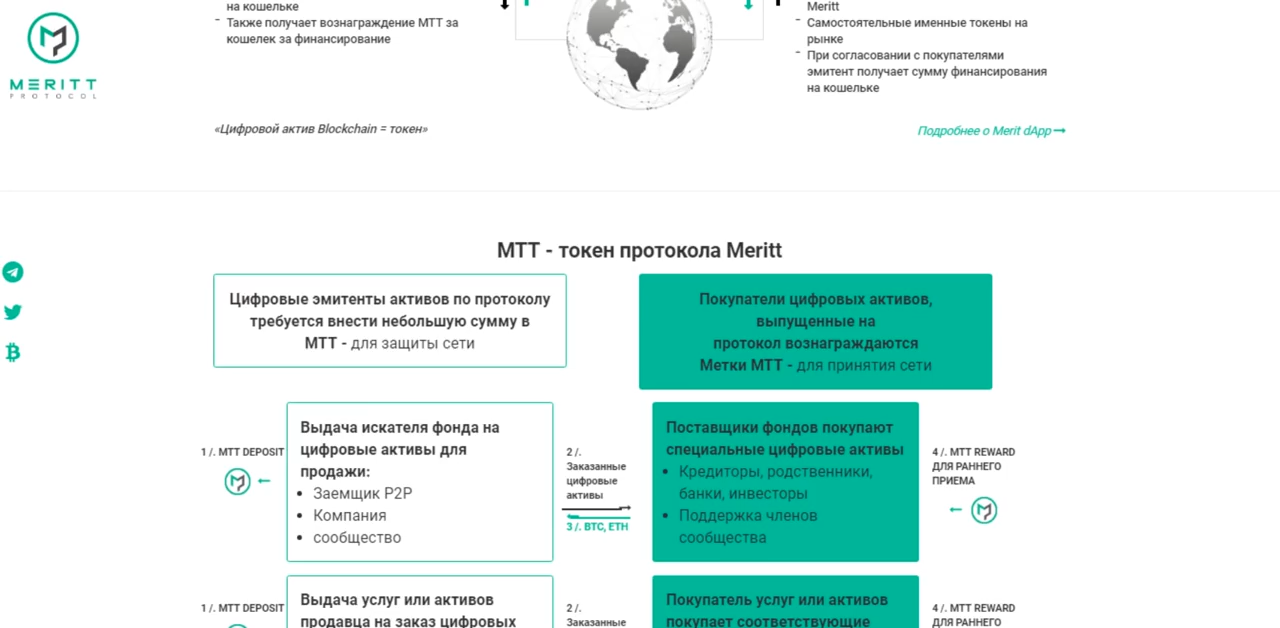 на кошельке
Также получает вознаграждение МТТ за
кошелек за финансирование
MERITT
PROTOCOL
Meritt
Самостоятельные именные токены на
рынке
При согласовании с покупателями
эмитент получает сумму финансирования
на кошельке
«Цифровой актив Blockchain = токен»
Подробнее о Merit dApp
МТТ - токен протокола Meritt
Цифровые эмитенты активов по протоколу
требуется внести небольшую сумму в
МТТ - для защиты сети
Покупатели цифровых активов,
выпущенные на
протокол вознаграждаются
Метки МТТ - для принятия сети
1 /. MTT DEPOSIT
Выдача искателя фонда на
цифровые активы для
продажи:
Заемщик P2P
Компания
сообщество
2 /.
Заказанные
цифровые
активы
3 /. BTC, ETH
Поставщики фондов покупают
специальные цифровые активы
Кредиторы, родственники,
банки, инвесторы
Поддержка членов
сообщества
4 /. MTT REWARD
ДЛЯ РАННЕГО
ПРИЕМА
1 /. MTT DEPOSIT
Выдача услуг или активов
продавца на заказ цифровых
2 /.
Заказанные
Покупатель услуг или активов
покупает соответствующие
4 /. MTT REWARD
ДЛЯ РАННЕГО